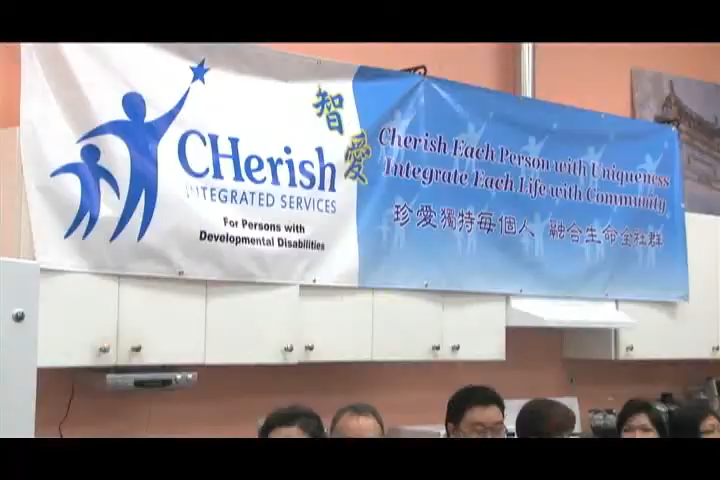 智
愛
CHerish
INTEGRATED SERVICES
For Persons with
Developmental Disabilities
Cherish Each Person with Uniqueness
Integrate Each Life with Community
珍愛獨特每個人 融合生命全社群